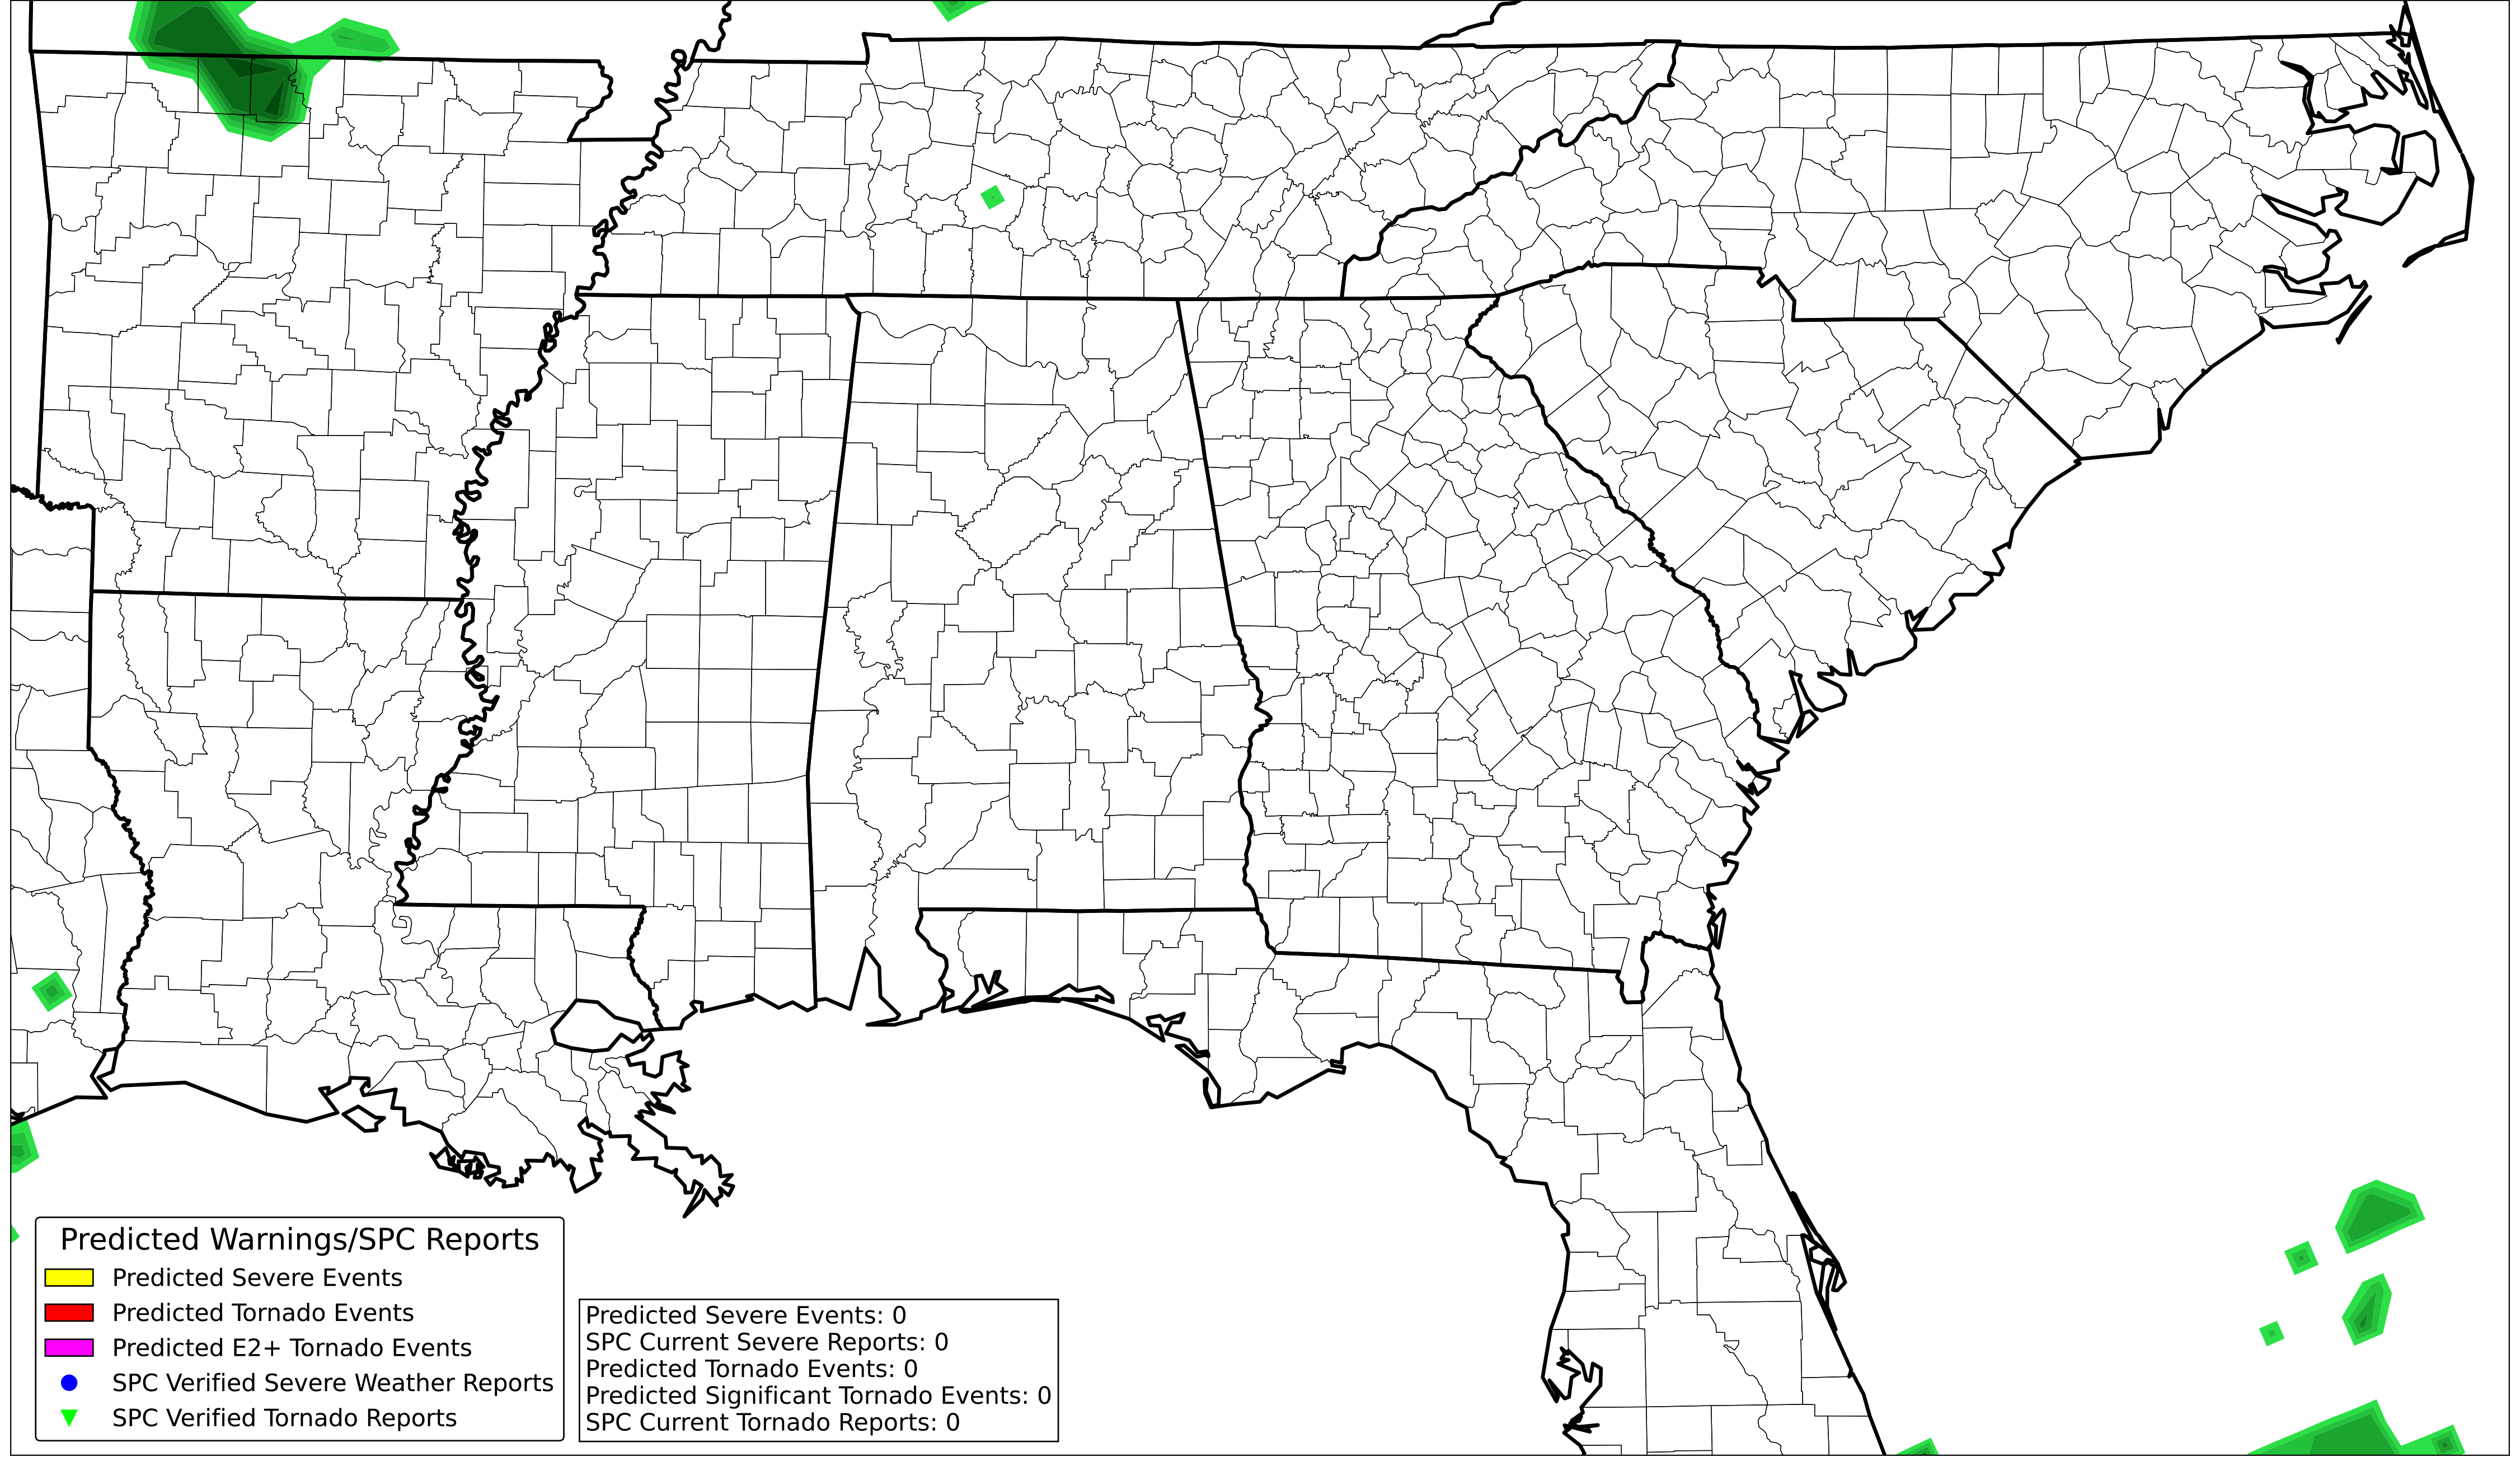 Predicted Warnings/SPC Reports
Predicted Severe Events
Predicted Tornado Events
Predicted E2+ Tornado Events
SPC Verified Severe Weather Reports
SPC Verified Tornado Reports
Predicted Severe Events: 0
SPC Current Severe Reports: 0
Predicted Tornado Events: 0
Predicted Significant Tornado Events: 0
SPC Current Tornado Reports: 0